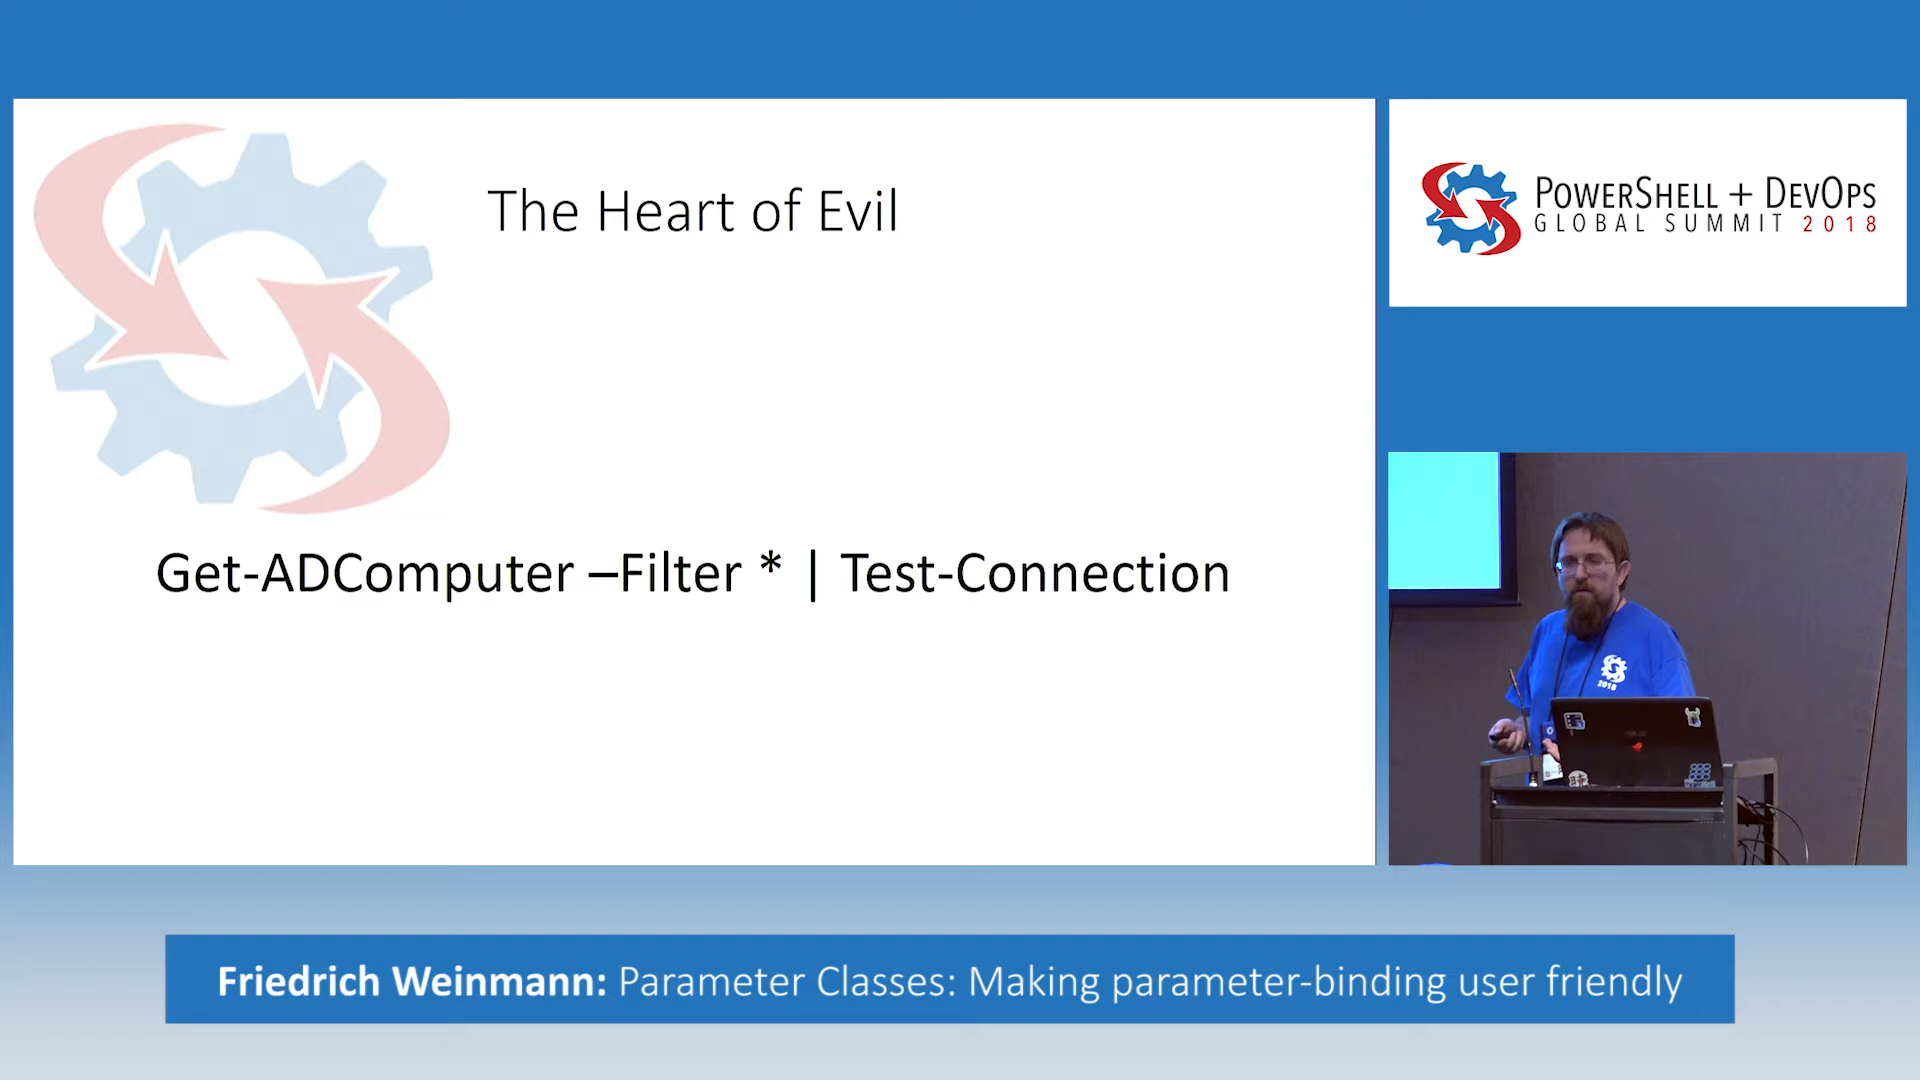 The Heart of Evil
Get-ADComputer –Filter * | Test-Connection
POWERSHELL + DEVOPS
GLOBAL SUMMIT 2018
2018
Friedrich Weinmann: Parameter Classes: Making parameter-binding user friendly